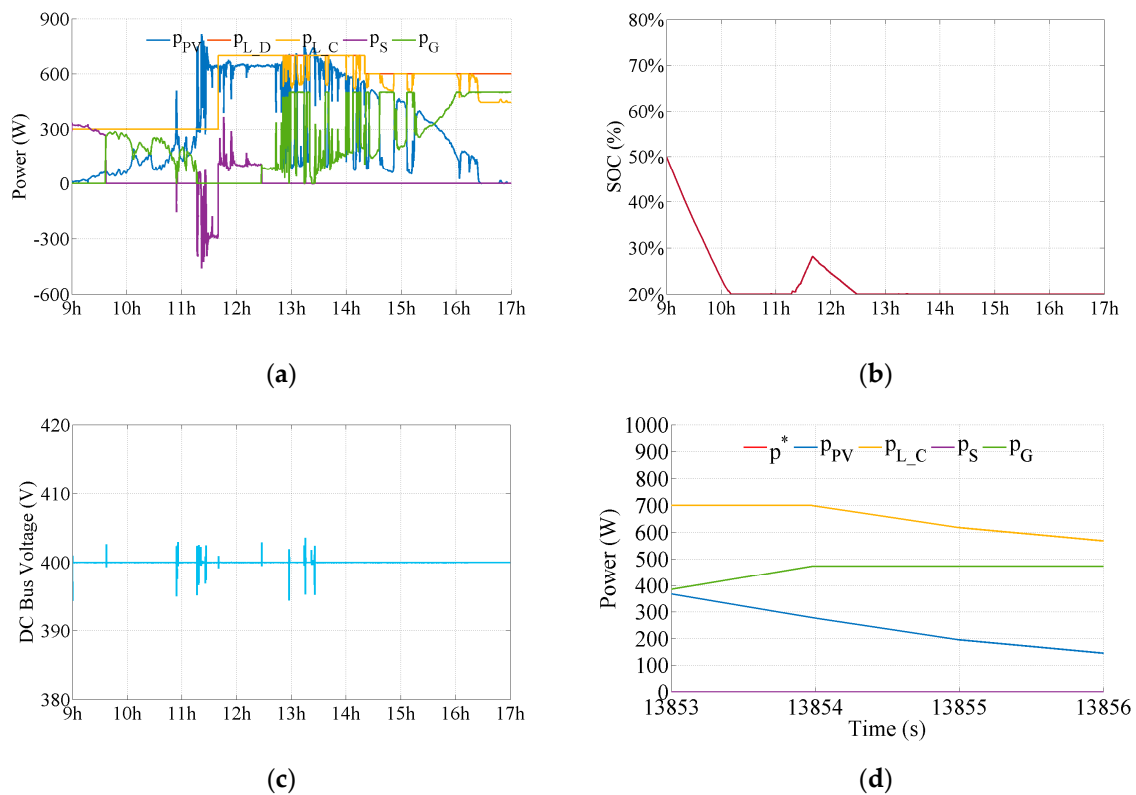 900
600
300
0
-300
-600
Power (W)
p_PV p_L_D p_L_C p_S p_G
9h 10h 11h 12h 13h 14h 15h 16h 17h
(a)
80%
70%
60%
50%
40%
30%
20%
SOC (%)
9h 10h 11h 12h 13h 14h 15h 16h 17h
(b)
420
410
400
390
380
DC Bus Voltage (V)
9h 10h 11h 12h 13h 14h 15h 16h 17h
(c)
1000
900
800
700
600
500
400
300
200
100
0
Power (W)
p* p_PV p_L_C p_S p_G
13853 13854 13855 13856
Time (s)
(d)